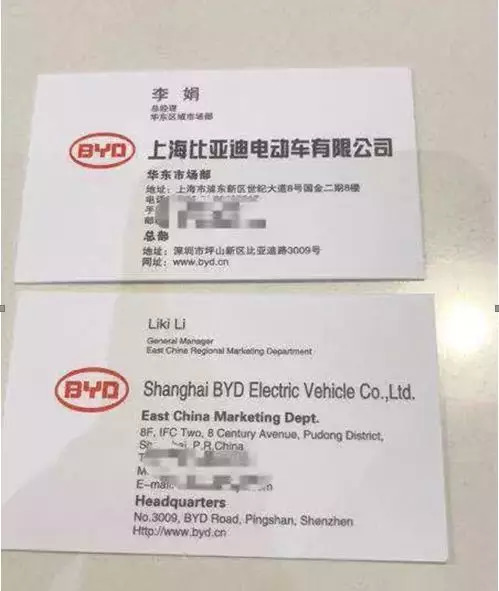 李 娟
总经理
华东区域市场部
BYD 上海比亚迪电动车有限公司
华东市场部
地址：上海市浦东新区世纪大道8号国金二期8楼
电
手
邮
总部
地址：深圳市坪山新区比亚迪路3009号
网址：www.byd.cn
Liki Li
General Manager
East China Regional Marketing Department
BYD Shanghai BYD Electric Vehicle Co.,Ltd.
East China Marketing Dept.
8F, IFC Two, 8 Century Avenue, Pudong District,
P.R.China
T
M
E-mail:
Headquarters
No.3009, BYD Road, Pingshan, Shenzhen
Http://www.byd.cn